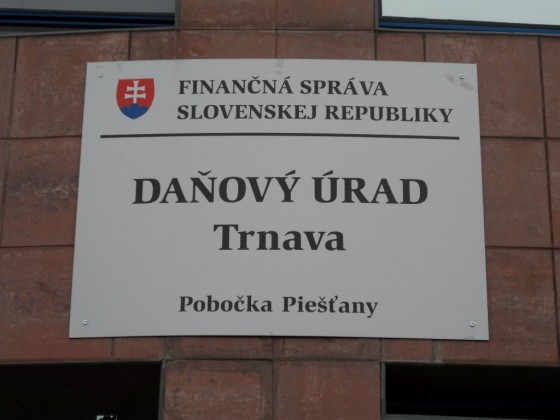 FINANČNÁ SPRÁVA
SLOVENSKEJ REPUBLIKY
DAŇOVÝ ÚRAD
Trnava
Pobočka Piešťany